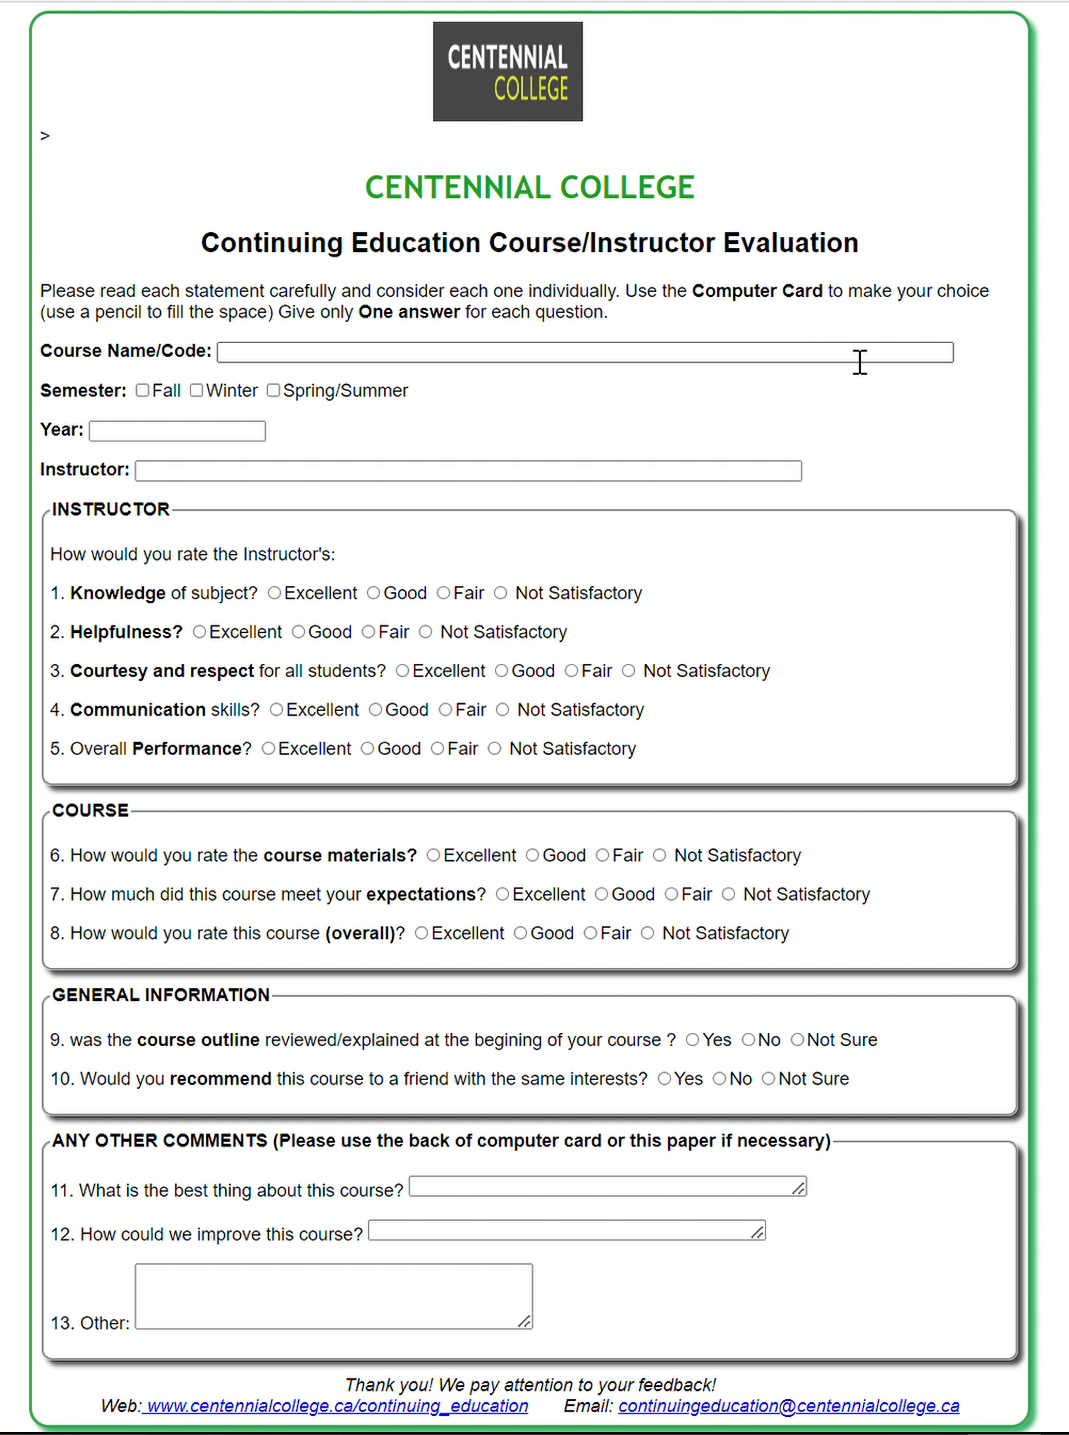 CENTENNIAL
COLLEGE
>
CENTENNIAL COLLEGE
Continuing Education Course/Instructor Evaluation
Please read each statement carefully and consider each one individually. Use the Computer Card to make your choice
(use a pencil to fill the space) Give only One answer for each question.
Course Name/Code:
Semester: Fall Winter Spring/Summer
Year:
Instructor:
INSTRUCTOR
How would you rate the Instructor's:
1. Knowledge of subject? Excellent Good Fair Not Satisfactory
2. Helpfulness? Excellent Good Fair Not Satisfactory
3. Courtesy and respect for all students? Excellent Good Fair Not Satisfactory
4. Communication skills? Excellent Good Fair Not Satisfactory
5. Overall Performance? Excellent Good Fair Not Satisfactory
COURSE
6. How would you rate the course materials? Excellent Good Fair Not Satisfactory
7. How much did this course meet your expectations? Excellent Good Fair Not Satisfactory
8. How would you rate this course (overall)? Excellent Good Fair Not Satisfactory
GENERAL INFORMATION
9. was the course outline reviewed/explained at the begining of your course ? Yes No Not Sure
10. Would you recommend this course to a friend with the same interests? Yes No Not Sure
ANY OTHER COMMENTS (Please use the back of computer card or this paper if necessary)
11. What is the best thing about this course?
12. How could we improve this course?
13. Other:
Thank you! We pay attention to your feedback!
Web: www.centennialcollege.ca/continuing_education Email: continuingeducation@centennialcollege.ca